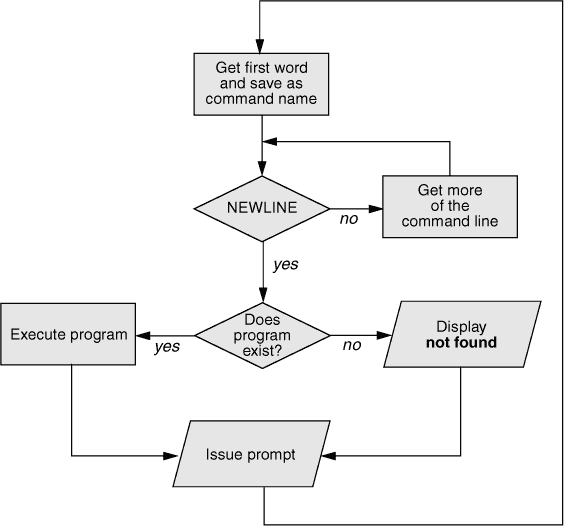 Get first word
and save as
command name
NEWLINE
no
Get more
of the
command line
yes
Execute program
yes
Does
program
exist?
no
Display
not found
Issue prompt